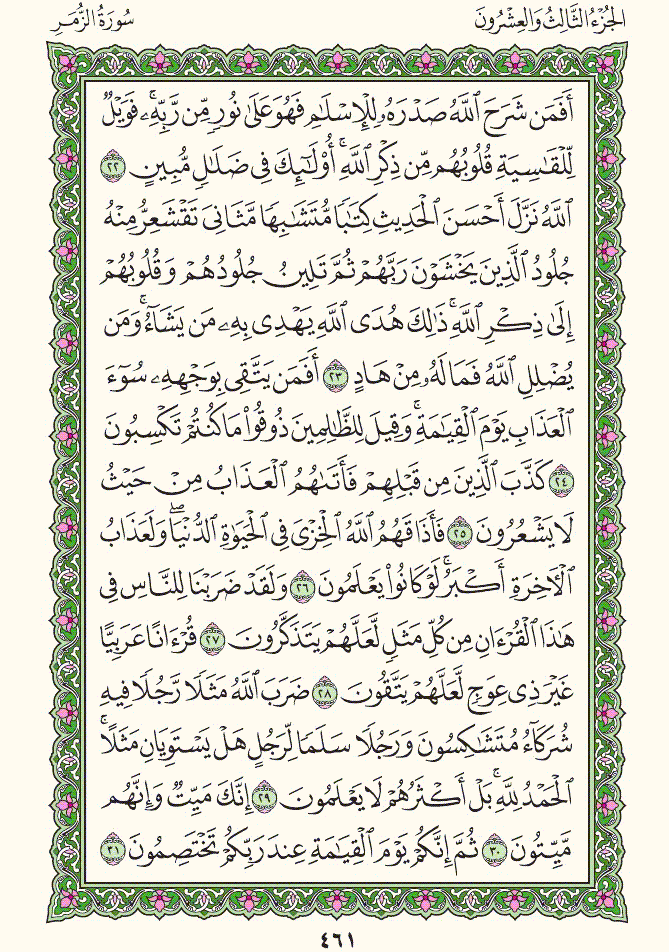 الجُزْءُ الثَّالِثُ وَالعِشْرُونَ
سُورَةُ الزُّمَرِ
أَفَمَن شَرَحَ ٱللَّهُ صَدْرَهُۥ لِلْإِسْلَٰمِ فَهُوَ عَلَىٰ نُورٍ مِّن رَّبِّهِۦۚ فَوَيْلٌ
لِّلْقَٰسِيَةِ قُلُوبُهُم مِّن ذِكْرِ ٱللَّهِۚ أُو۟لَٰٓئِكَ فِى ضَلَٰلٍ مُّبِينٍ ٢٢
ٱللَّهُ نَزَّلَ أَحْسَنَ ٱلْحَدِيثِ كِتَٰبًا مُّتَشَٰبِهًا مَّثَانِىَ تَقْشَعِرُّ مِنْهُ
جُلُودُ ٱلَّذِينَ يَخْشَوْنَ رَبَّهُمْ ثُمَّ تَلِينُ جُلُودُهُمْ وَقُلُوبُهُمْ
إِلَىٰ ذِكْرِ ٱللَّهِۚ ذَٰلِكَ هُدَى ٱللَّهِ يَهْدِى بِهِۦ مَن يَشَآءُۚ وَمَن
يُضْلِلِ ٱللَّهُ فَمَا لَهُۥ مِنْ هَادٍ ٢٣ أَفَمَن يَتَّقِى بِوَجْهِهِۦ سُوٓءَ
ٱلْعَذَابِ يَوْمَ ٱلْقِيَٰمَةِۚ وَقِيلَ لِلظَّٰلِمِينَ ذُوقُوا۟ مَا كُنتُمْ تَكْسِبُونَ
٢٤ كَذَّبَ ٱلَّذِينَ مِن قَبْلِهِمْ فَأَتَىٰهُمُ ٱلْعَذَابُ مِنْ حَيْثُ
لَا يَشْعُرُونَ ٢٥ فَأَذَاقَهُمُ ٱللَّهُ ٱلْخِزْىَ فِى ٱلْحَيَوٰةِ ٱلدُّنْيَاۖ وَلَعَذَابُ
ٱلْءَاخِرَةِ أَكْبَرُۚ لَوْ كَانُوا۟ يَعْلَمُونَ ٢٦ وَلَقَدْ ضَرَبْنَا لِلنَّاسِ فِى
هَٰذَا ٱلْقُرْءَانِ مِن كُلِّ مَثَلٍ لَّعَلَّهُمْ يَتَذَكَّرُونَ ٢٧ قُرْءَانًا عَرَبِيًّا
غَيْرَ ذِى عِوَجٍ لَّعَلَّهُمْ يَتَّقُونَ ٢٨ ضَرَبَ ٱللَّهُ مَثَلًا رَّجُلًا فِيهِ
شُرَكَآءُ مُتَشَٰكِسُونَ وَرَجُلًا سَلَمًا لِّرَجُلٍ هَلْ يَسْتَوِيَانِ مَثَلًاۚ
ٱلْحَمْدُ لِلَّهِۚ بَلْ أَكْثَرُهُمْ لَا يَعْلَمُونَ ٢٩ إِنَّكَ مَيِّتٌ وَإِنَّهُم
مَّيِّتُونَ ٣٠ ثُمَّ إِنَّكُمْ يَوْمَ ٱلْقِيَٰمَةِ عِندَ رَبِّكُمْ تَخْتَصِمُونَ ٣١
٤٦١